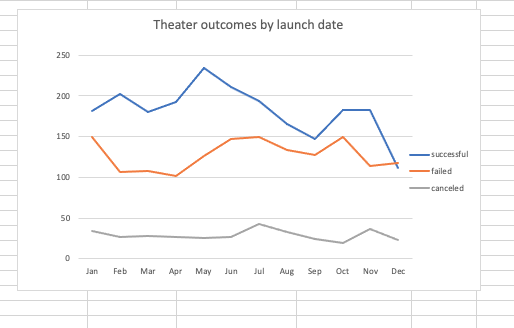 Theater outcomes by launch date
250
200
150
100
50
0
Jan Feb Mar Apr May Jun Jul Aug Sep Oct Nov Dec
successful
failed
canceled